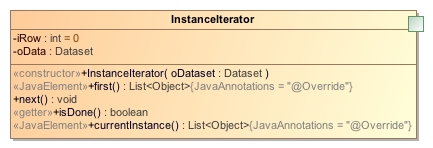 InstanceIterator
-iRow : int = 0
-oData : Dataset
«constructor»+InstanceIterator( oDataset : Dataset )
«JavaElement»+first() : List<Object>{JavaAnnotations = "@Override"}
+next() : void
«getter»+isDone() : boolean
«JavaElement»+currentInstance() : List<Object>{JavaAnnotations = "@Override"}